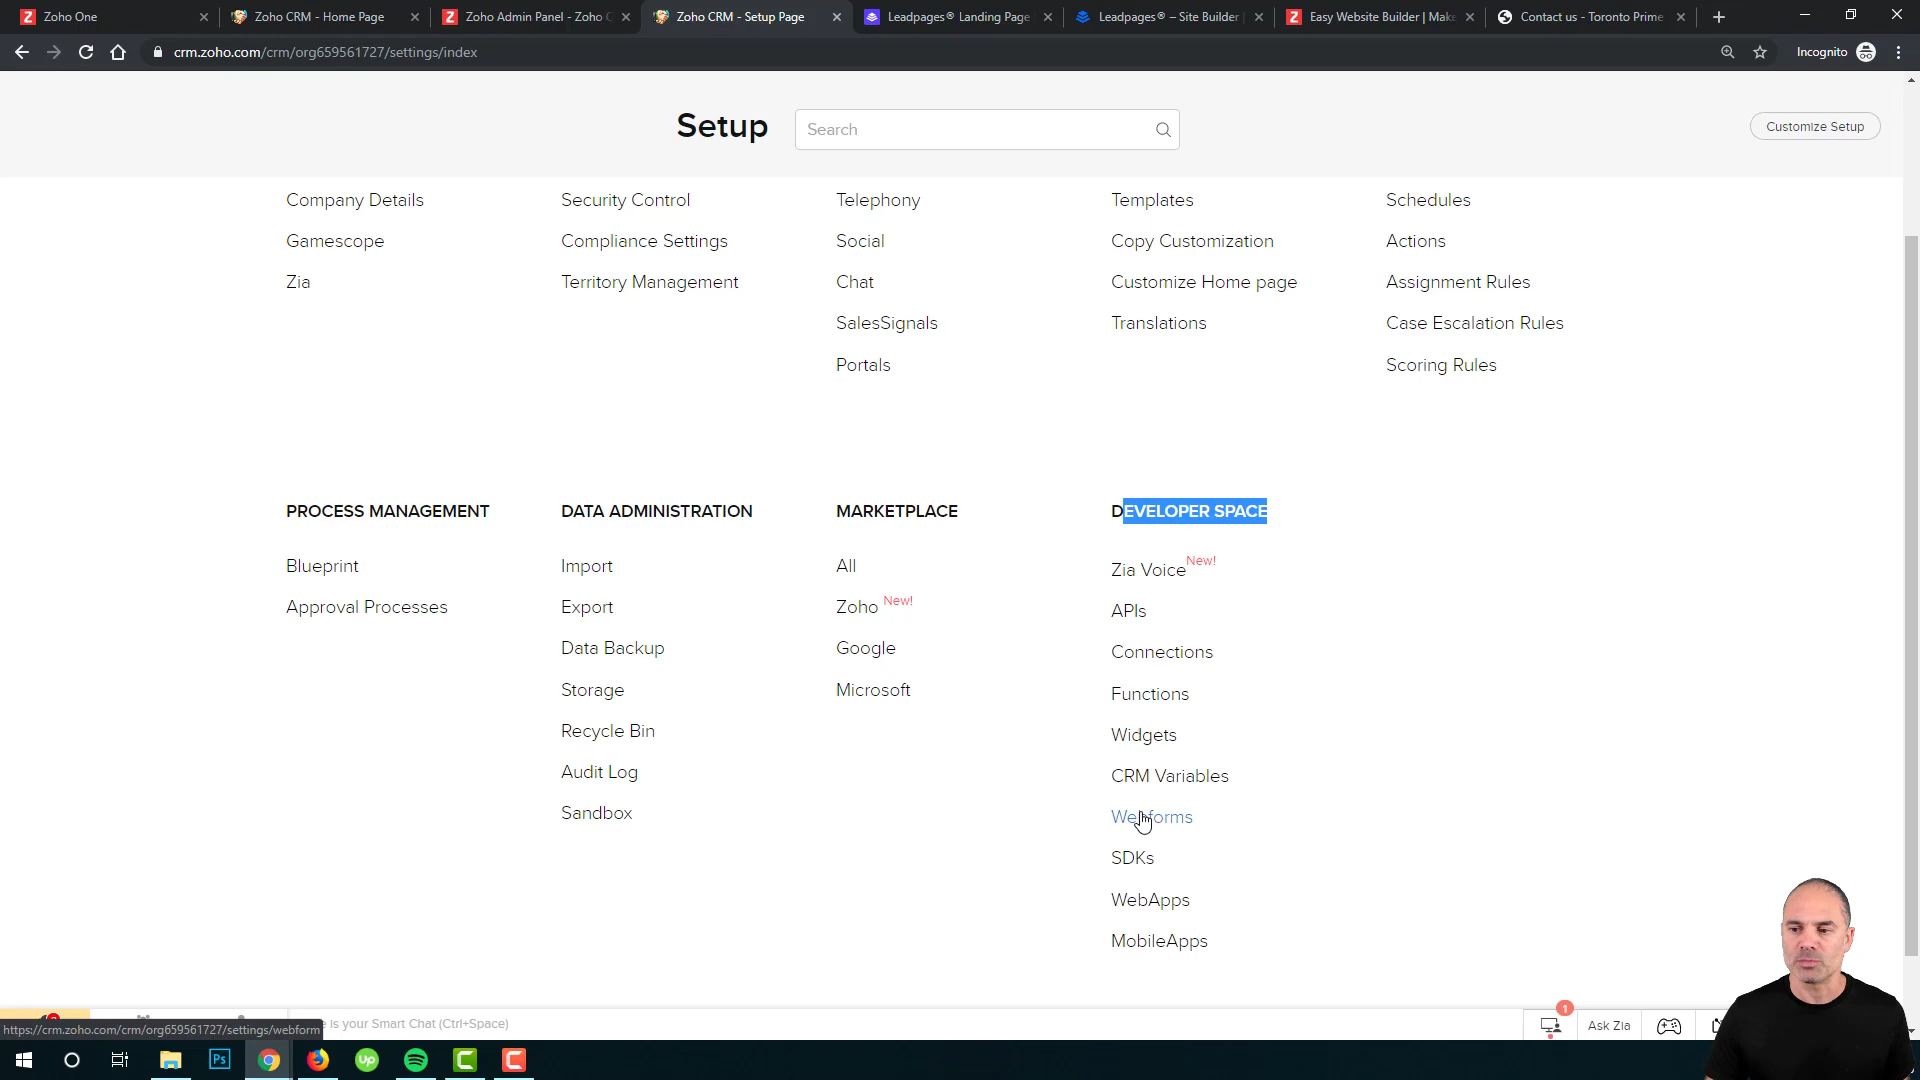 Zoho One
Zoho CRM - Home Page
Zoho Admin Panel - Zoho C
Zoho CRM - Setup Page
Leadpages® Landing Page
Leadpages® – Site Builder
Easy Website Builder | Make
Contact us - Toronto Prime
crm.zoho.com/crm/org659561727/settings/index
Incognito
Setup
Search
Customize Setup
Company Details
Security Control
Telephony
Templates
Schedules
Gamescope
Compliance Settings
Social
Copy Customization
Actions
Zia
Territory Management
Chat
Customize Home page
Assignment Rules
SalesSignals
Translations
Case Escalation Rules
Portals
Scoring Rules
PROCESS MANAGEMENT
Blueprint
Approval Processes
DATA ADMINISTRATION
Import
Export
Data Backup
Storage
Recycle Bin
Audit Log
Sandbox
MARKETPLACE
All
Zoho New!
Google
Microsoft
DEVELOPER SPACE
Zia Voice New!
APIs
Connections
Functions
Widgets
CRM Variables
Webforms
SDKs
WebApps
MobileApps
is your Smart Chat (Ctrl+Space)
1
Ask Zia
https://crm.zoho.com/crm/org659561727/settings/webform
Ps
up